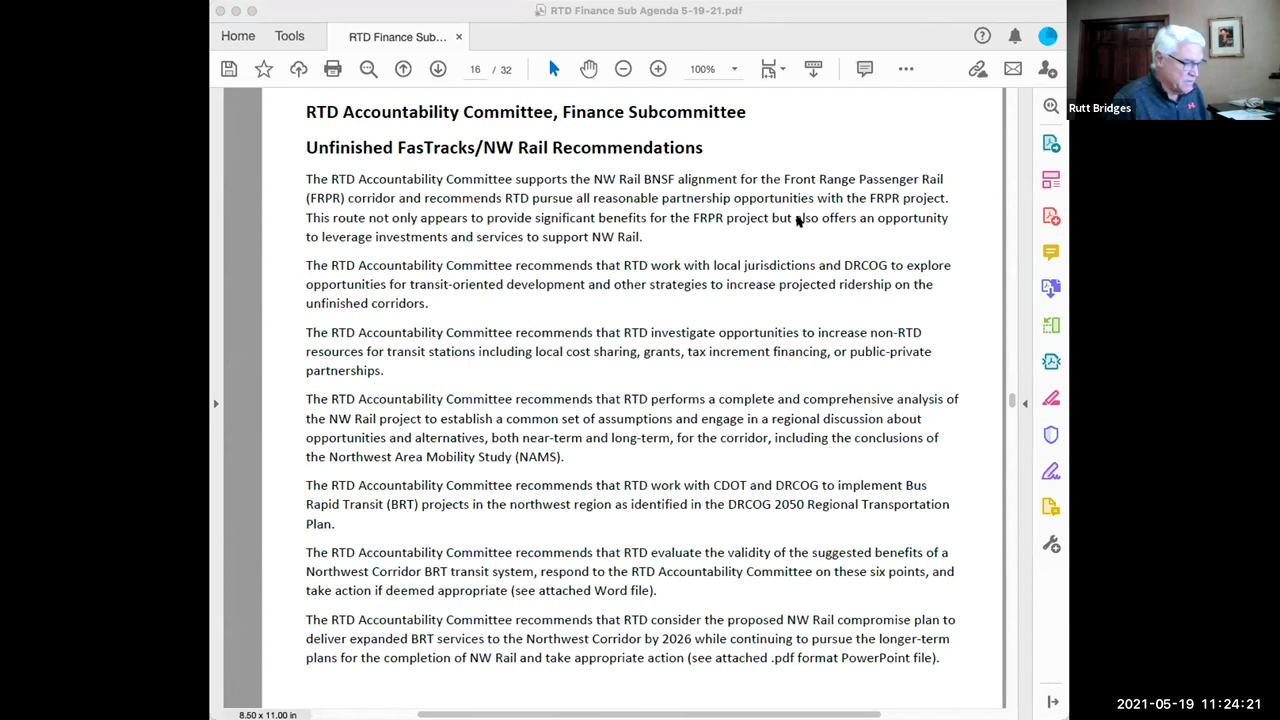 RTD Finance Sub Agenda 5-19-21.pdf
Home
Tools
RTD Finance Sub...
16 / 32
100%
Rutt Bridges
RTD Accountability Committee, Finance Subcommittee
Unfinished FasTracks/NW Rail Recommendations
The RTD Accountability Committee supports the NW Rail BNSF alignment for the Front Range Passenger Rail
(FRPR) corridor and recommends RTD pursue all reasonable partnership opportunities with the FRPR project.
This route not only appears to provide significant benefits for the FRPR project but also offers an opportunity
to leverage investments and services to support NW Rail.
The RTD Accountability Committee recommends that RTD work with local jurisdictions and DRCOG to explore
opportunities for transit-oriented development and other strategies to increase projected ridership on the
unfinished corridors.
The RTD Accountability Committee recommends that RTD investigate opportunities to increase non-RTD
resources for transit stations including local cost sharing, grants, tax increment financing, or public-private
partnerships.
The RTD Accountability Committee recommends that RTD performs a complete and comprehensive analysis of
the NW Rail project to establish a common set of assumptions and engage in a regional discussion about
opportunities and alternatives, both near-term and long-term, for the corridor, including the conclusions of
the Northwest Area Mobility Study (NAMS).
The RTD Accountability Committee recommends that RTD work with CDOT and DRCOG to implement Bus
Rapid Transit (BRT) projects in the northwest region as identified in the DRCOG 2050 Regional Transportation
Plan.
The RTD Accountability Committee recommends that RTD evaluate the validity of the suggested benefits of a
Northwest Corridor BRT transit system, respond to the RTD Accountability Committee on these six points, and
take action if deemed appropriate (see attached Word file).
The RTD Accountability Committee recommends that RTD consider the proposed NW Rail compromise plan to
deliver expanded BRT services to the Northwest Corridor by 2026 while continuing to pursue the longer-term
plans for the completion of NW Rail and take appropriate action (see attached .pdf format PowerPoint file).
8.50 x 11.00 in
2021-05-19 11:24:21